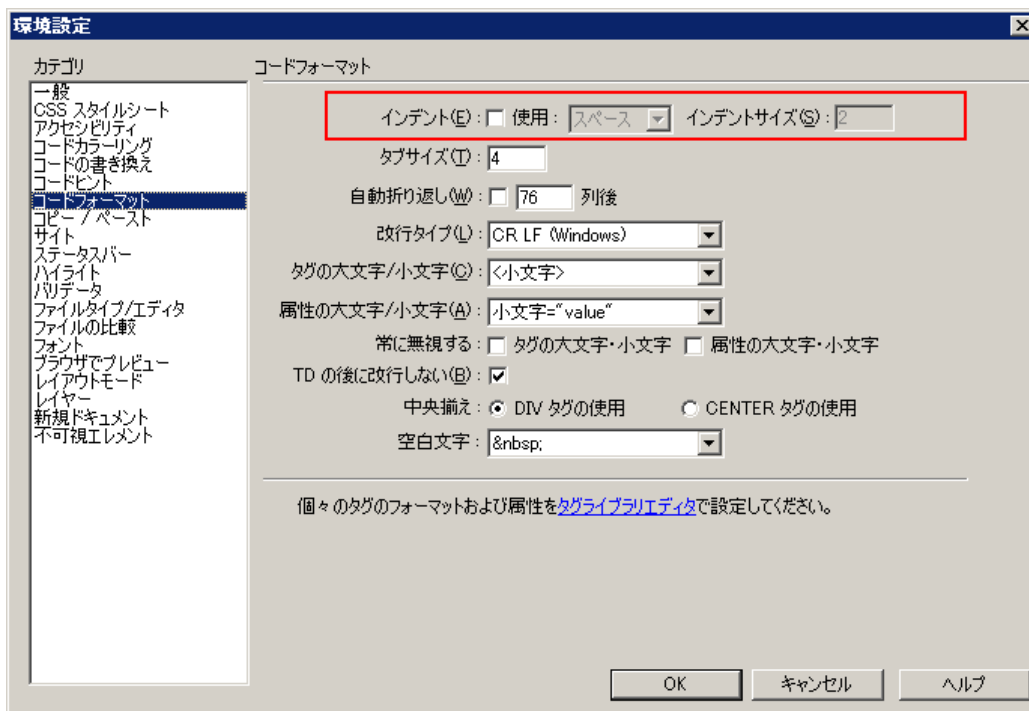 環境設定
カテゴリ
一般
CSS スタイルシート
アクセシビリティ
コードカラーリング
コードの書き換え
コードヒント
コードフォーマット
コピー / ペースト
サイト
ステータスバー
ハイライト
バリデータ
ファイルタイプ/エディタ
ファイルの比較
フォント
ブラウザでプレビュー
レイアウトモード
レイヤー
新規ドキュメント
不可視エレメント
コードフォーマット
インデント(E): 使用: スペース インデントサイズ(S): 2
タブサイズ(T): 4
自動折り返し(W): 76 列後
改行タイプ(L): CR LF (Windows)
タグの大文字/小文字(C): <小文字>
属性の大文字/小文字(A): 小文字="value"
常に無視する: タグの大文字・小文字 属性の大文字・小文字
TD の後に改行しない(B):
中央揃え: DIV タグの使用 CENTER タグの使用
空白文字: &nbsp;
個々のタグのフォーマットおよび属性をタグライブラリエディタで設定してください。
OK キャンセル ヘルプ